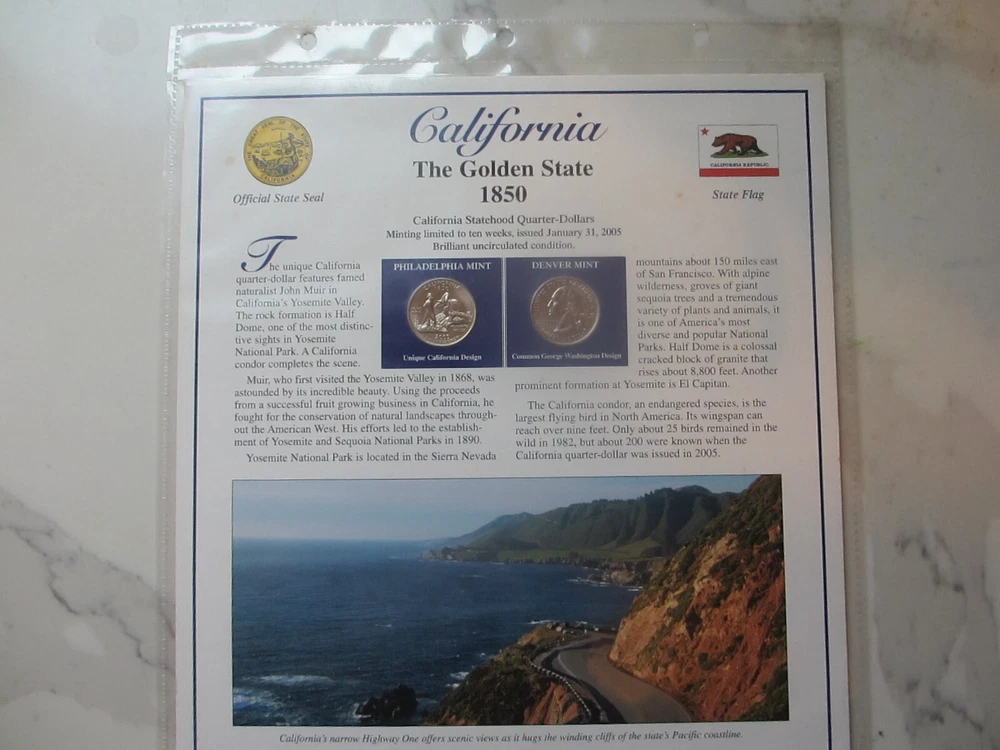 California
The Golden State
1850
Official State Seal
State Flag
CALIFORNIA REPUBLIC
California Statehood Quarter-Dollars
Minting limited to ten weeks, issued January 31, 2005
Brilliant uncirculated condition.
The unique California
quarter-dollar features famed
naturalist John Muir in
California's Yosemite Valley.
The rock formation is Half
Dome, one of the most distinc-
tive sights in Yosemite
National Park. A California
condor completes the scene.
Muir, who first visited the Yosemite Valley in 1868, was
astounded by its incredible beauty. Using the proceeds
from a successful fruit growing business in California, he
fought for the conservation of natural landscapes through-
out the American West. His efforts led to the establish-
ment of Yosemite and Sequoia National Parks in 1890.
Yosemite National Park is located in the Sierra Nevada
PHILADELPHIA MINT
CALIFORNIA
Unique California Design
DENVER MINT
Common George Washington Design
mountains about 150 miles east
of San Francisco. With alpine
wilderness, groves of giant
sequoia trees and a tremendous
variety of plants and animals, it
is one of America's most
diverse and popular National
Parks. Half Dome is a colossal
cracked block of granite that
rises about 8,800 feet. Another
prominent formation at Yosemite is El Capitan.
The California condor, an endangered species, is the
largest flying bird in North America. Its wingspan can
reach over nine feet. Only about 25 birds remained in the
wild in 1982, but about 200 were known when the
California quarter-dollar was issued in 2005.
California's narrow Highway One offers scenic views as it hugs the winding cliffs of the state's Pacific coastline.